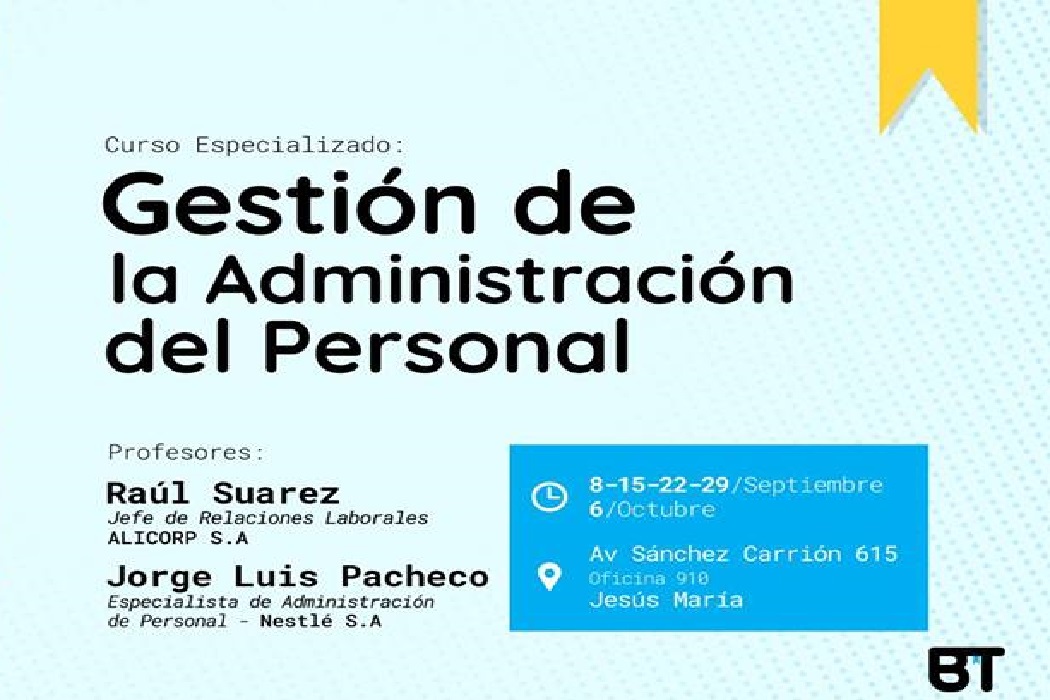 Curso Especializado:
Gestión de
la Administración
del Personal
Profesores:
Raúl Suarez
Jefe de Relaciones Laborales
ALICORP S.A
Jorge Luis Pacheco
Especialista de Administración
de Personal - Nestlé S.A
8-15-22-29/Septiembre
6/Octubre
Av Sánchez Carrión 615
Oficina 910
Jesús María
BT